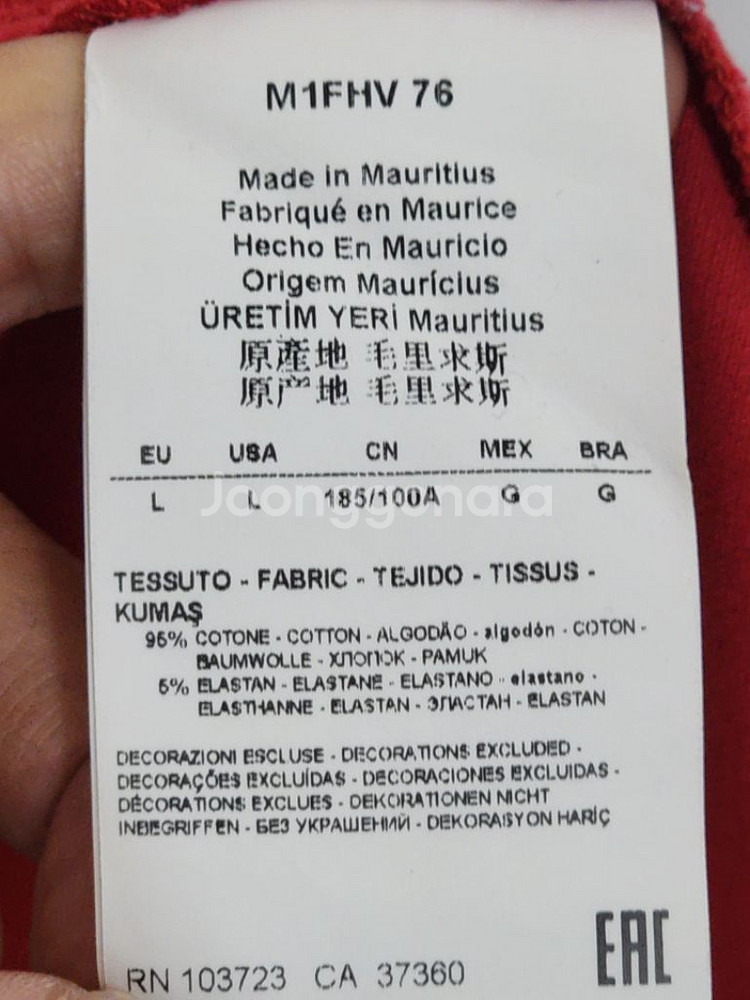 M1FHV 76
Made in Mauritius
Fabriqué en Maurice
Hecho En Mauricio
Origem Maurícius
ÜRETİM YERİ Mauritius
原產地 毛里求斯
原产地 毛里求斯
EU USA CN MEX BRA
L L 185/100A G G
Joonggonara
TESSUTO - FABRIC - TEJIDO - TISSUS -
KUMAŞ
95% COTONE - COTTON - ALGODÃO - algodón - COTON -
BAUMWOLLE - ХЛОПОК - PAMUK
5% ELASTAN - ELASTANE - ELASTANO - elastano -
ELASTHANNE - ELASTAN - ЭЛАСТАН - ELASTAN
DECORAZIONI ESCLUSE - DECORATIONS EXCLUDED -
DECORAÇÕES EXCLUÍDAS - DECORACIONES EXCLUIDAS -
DÉCORATIONS EXCLUES - DEKORATIONEN NICHT
INBEGRIFFEN - БЕЗ УКРАШЕНИЙ - DEKORASYON HARİÇ
EAC
RN 103723 CA 37360